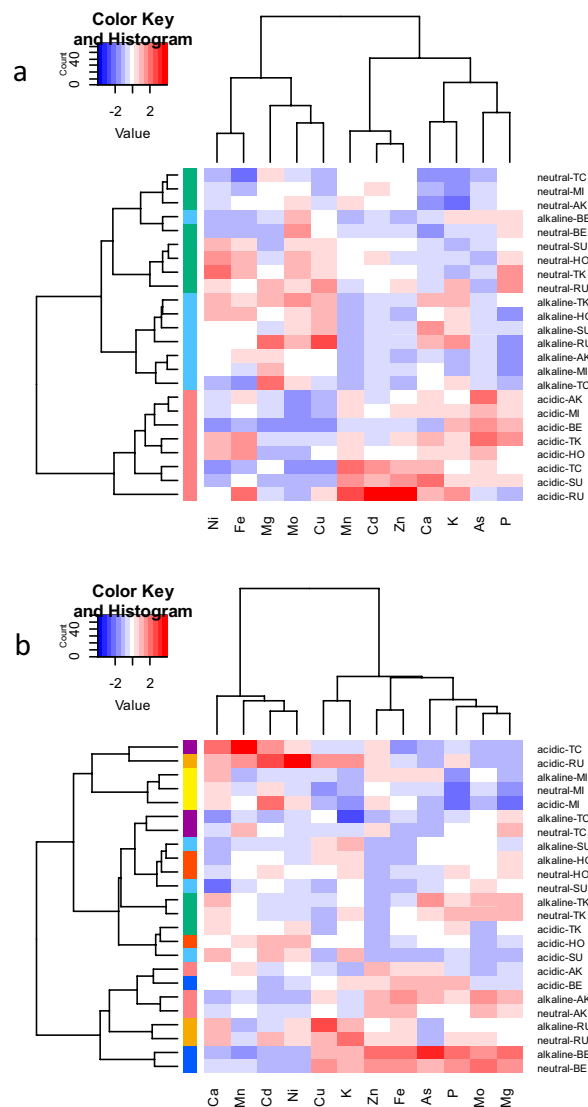 a
Color Key
and Histogram
Count
0 40
-2 2
Value
neutral-TC
neutral-MI
neutral-AK
alkaline-BE
neutral-BE
neutral-SU
neutral-HO
neutral-TK
neutral-RU
alkaline-TK
alkaline-HO
alkaline-SU
alkaline-RU
alkaline-AK
alkaline-MI
alkaline-TC
acidic-AK
acidic-MI
acidic-BE
acidic-TK
acidic-HO
acidic-TC
acidic-SU
acidic-RU
Ni Fe Mg Mo Cu Mn Cd Zn Ca K As P
b
Color Key
and Histogram
Count
0 40
-2 2
Value
acidic-TC
acidic-RU
alkaline-MI
neutral-MI
acidic-MI
alkaline-TC
neutral-TC
alkaline-SU
alkaline-HO
neutral-HO
neutral-SU
alkaline-TK
neutral-TK
acidic-TK
acidic-HO
acidic-SU
acidic-AK
acidic-BE
alkaline-AK
neutral-AK
alkaline-RU
neutral-RU
alkaline-BE
neutral-BE
Ca Mn Cd Ni Cu K Zn Fe As P Mo Mg